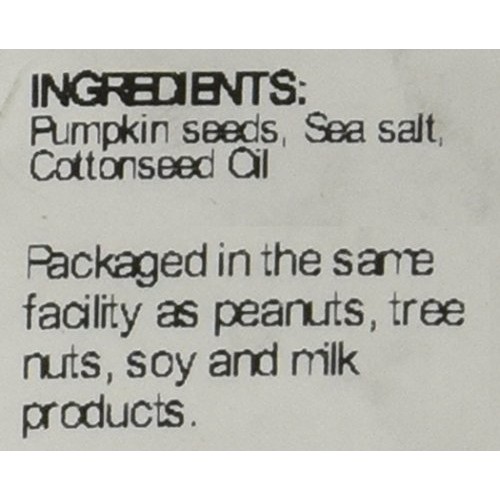 INGREDIENTS:
Pumpkin seeds, Sea salt,
Cottonseed Oil
Packaged in the same
facility as peanuts, tree
nuts, soy and milk
products.